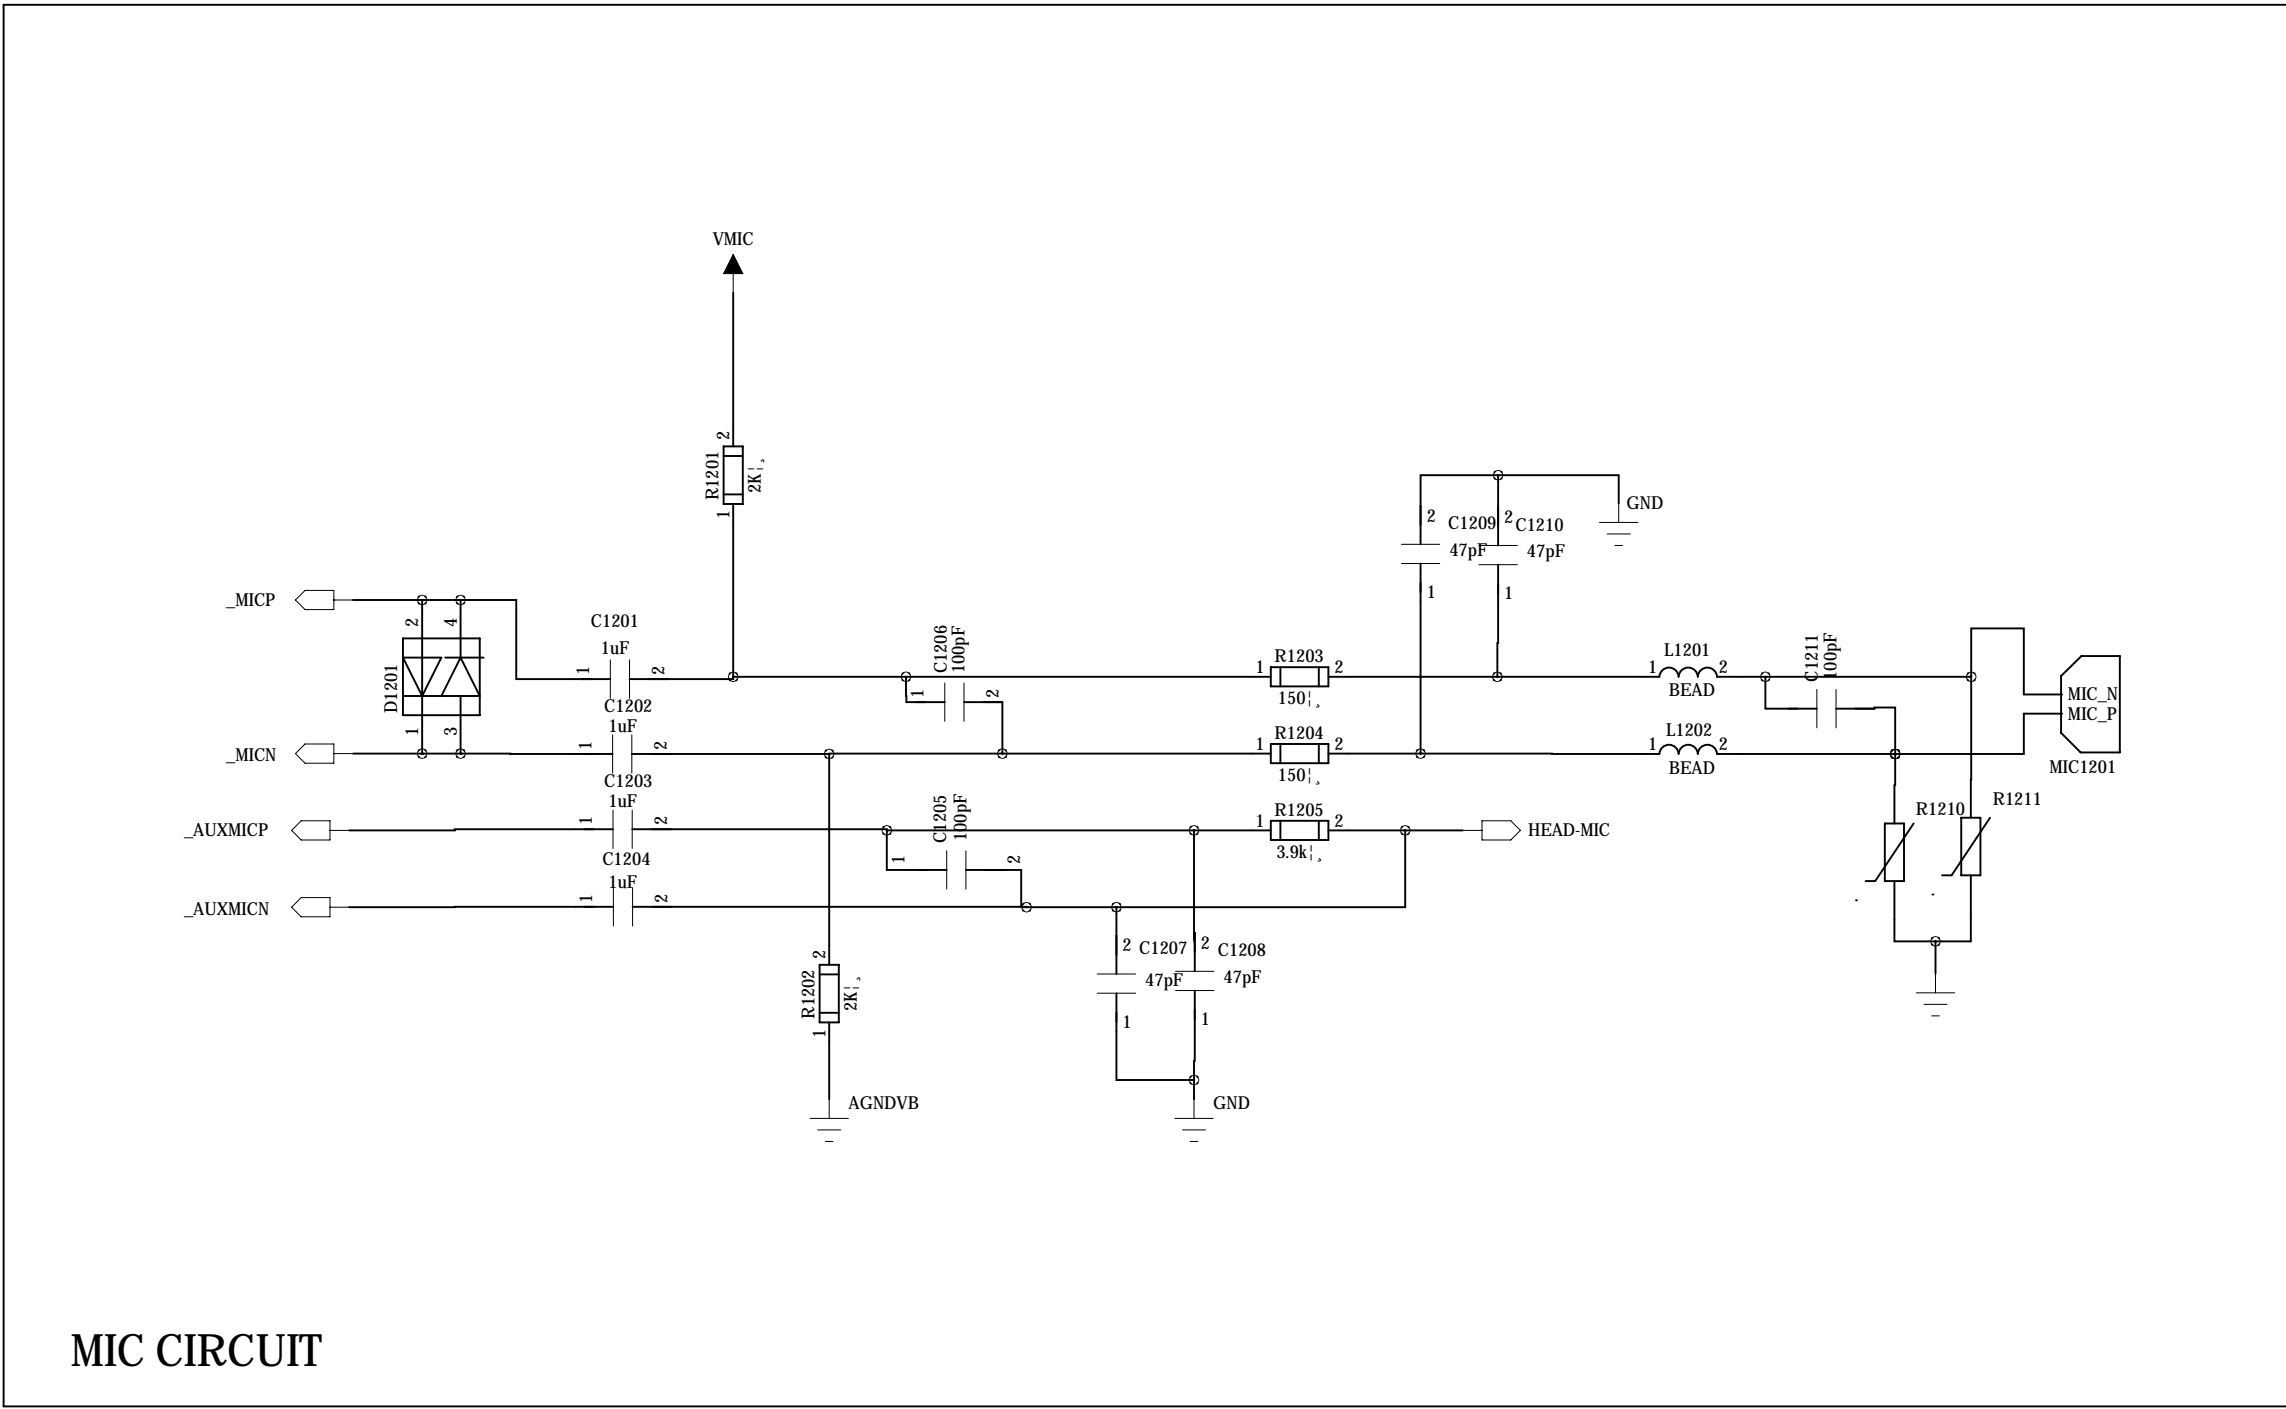 VMIC
2
R1201
2K¦¸
1
_MICP
2
4
D1201
1
3
_MICN
C1201
1uF
1
2
C1202
1uF
1
2
C1203
1uF
1
2
_AUXMICP
C1204
1uF
1
2
_AUXMICN
C1206
100pF
1
2
C1205
100pF
1
2
R1203
1
2
150¦¸
R1204
1
2
150¦¸
R1205
1
2
3.9k¦¸
HEAD-MIC
2
C1209
47pF
1
2
C1210
47pF
1
GND
L1201
1
2
BEAD
L1202
1
2
BEAD
C1211
100pF
MIC_N
MIC_P
MIC1201
R1210
R1211
2
R1202
2K¦¸
1
AGNDVB
2
C1207
47pF
1
2
C1208
47pF
1
GND
MIC CIRCUIT